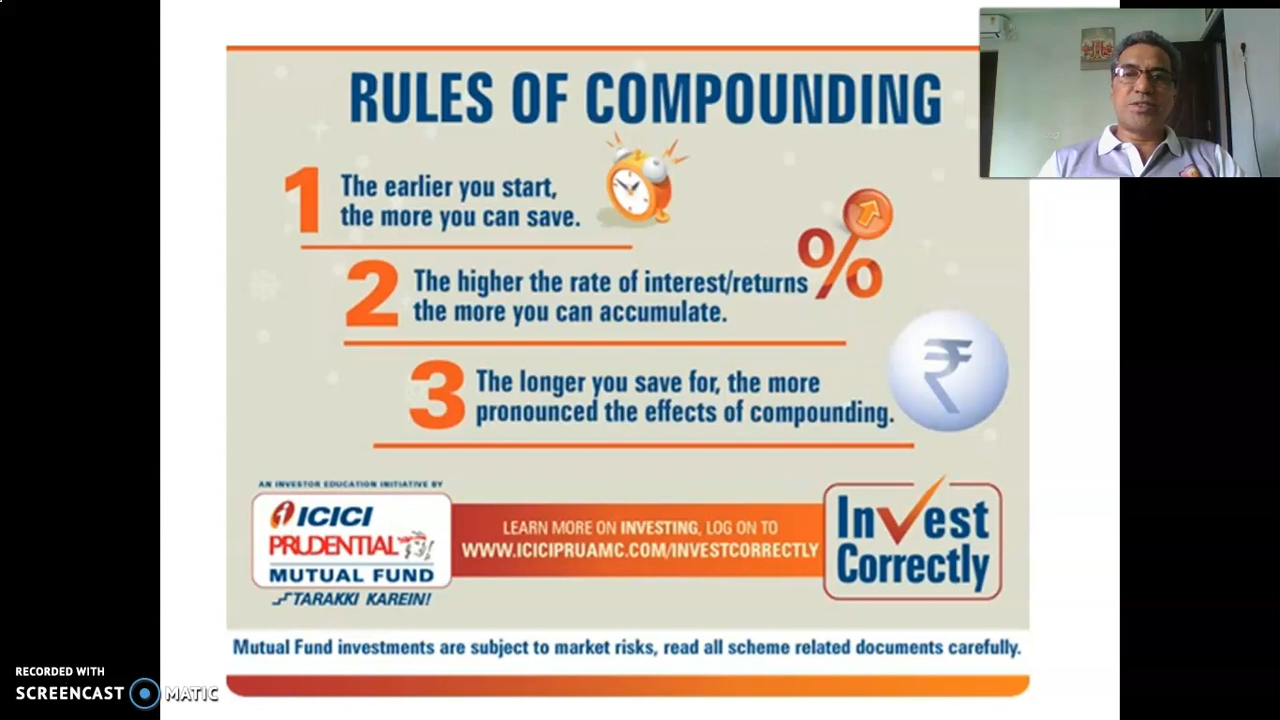 RULES OF COMPOUNDING
1
The earlier you start,
the more you can save.
2
The higher the rate of interest/returns
the more you can accumulate.
%
3
The longer you save for, the more
pronounced the effects of compounding.
₹
AN INVESTOR EDUCATION INITIATIVE BY
ICICI
PRUDENTIAL
MUTUAL FUND
TARAKKI KAREIN!
LEARN MORE ON INVESTING, LOG ON TO
WWW.ICICIPRUAMC.COM/INVESTCORRECTLY
Invest
Correctly
Mutual Fund investments are subject to market risks, read all scheme related documents carefully.
RECORDED WITH
SCREENCAST MATIC